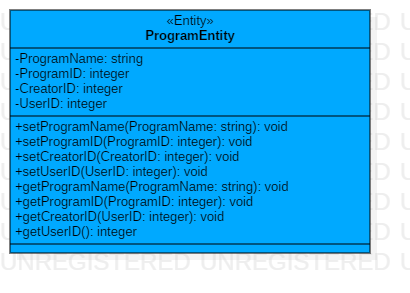 «Entity»
ProgramEntity
-ProgramName: string
-ProgramID: integer
-CreatorID: integer
-UserID: integer
+setProgramName(ProgramName: string): void
+setProgramID(ProgramID: integer): void
+setCreatorID(CreatorID: integer): void
+setUserID(UserID: integer): void
+getProgramName(ProgramName: string): void
+getProgramID(ProgramID: integer): void
+getCreatorID(UserID: integer): void
+getUserID(): integer
UNREGISTERED UNREGISTERED U